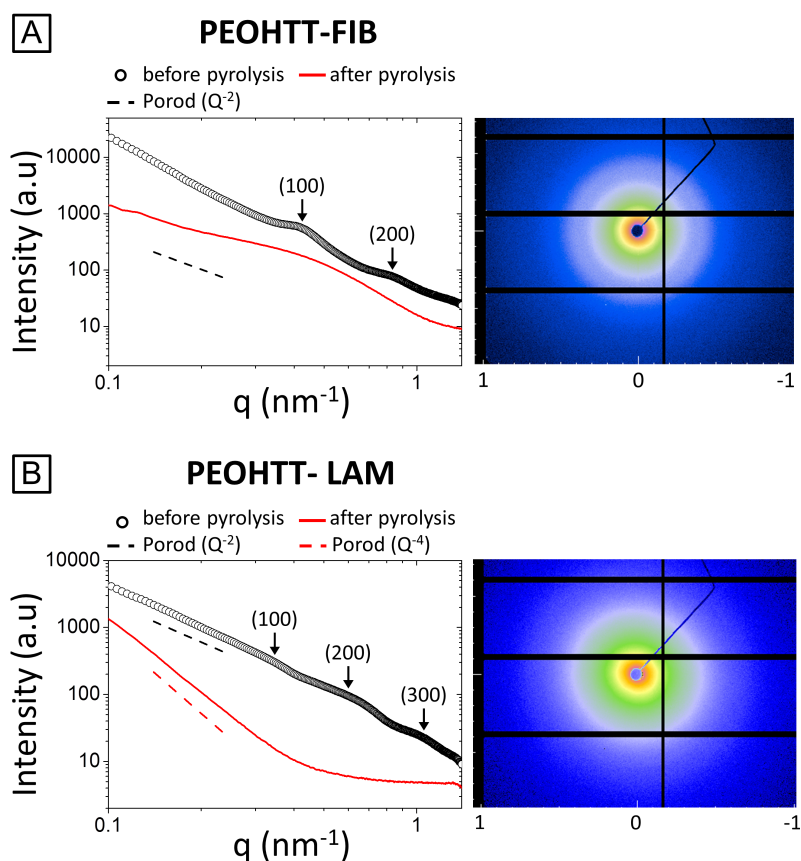 A
PEOHTT-FIB
before pyrolysis
after pyrolysis
Porod (Q-2)
Intensity (a.u)
10000
1000
100
10
(100)
(200)
0.1
1
q (nm-1)
1
0
-1
B
PEOHTT- LAM
before pyrolysis
after pyrolysis
Porod (Q-2)
Porod (Q-4)
Intensity (a.u)
10000
1000
100
10
(100)
(200)
(300)
0.1
1
q (nm-1)
1
0
-1